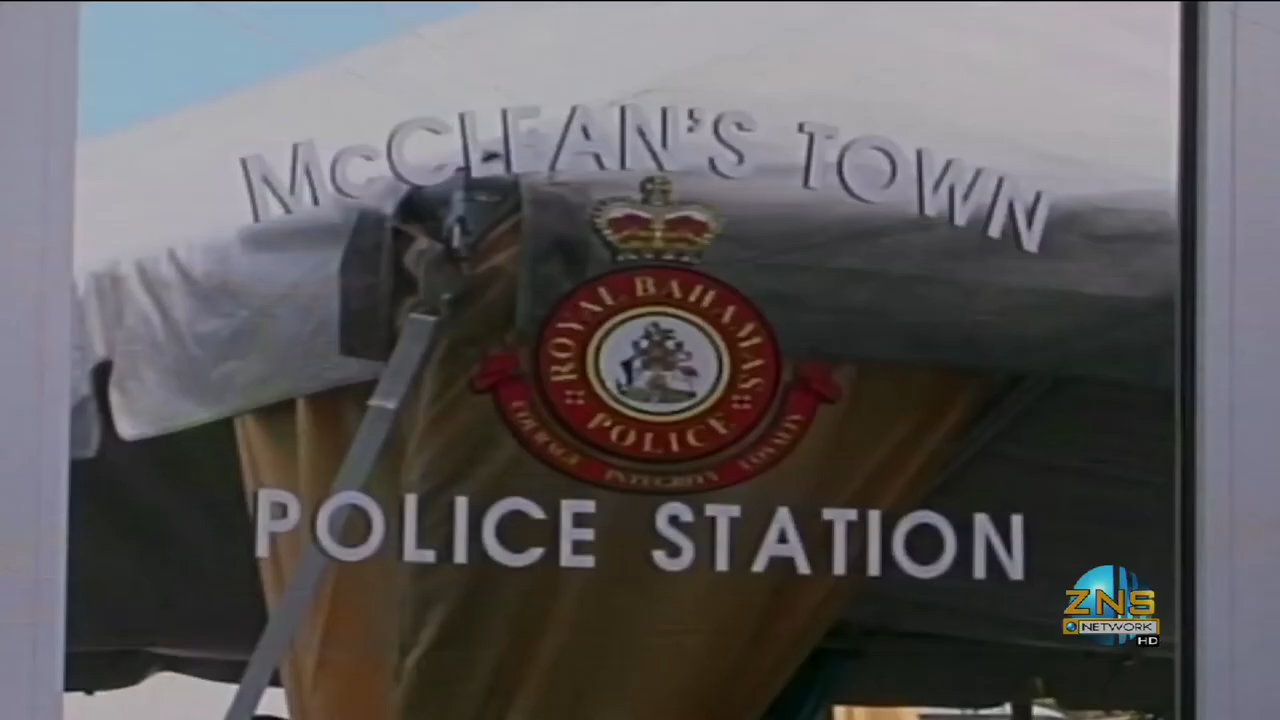 McCLEAN'S TOWN
ROYAL BAHAMAS
POLICE
COURAGE INTEGRITY LOYALTY
POLICE STATION
ZNS
NETWORK
HD